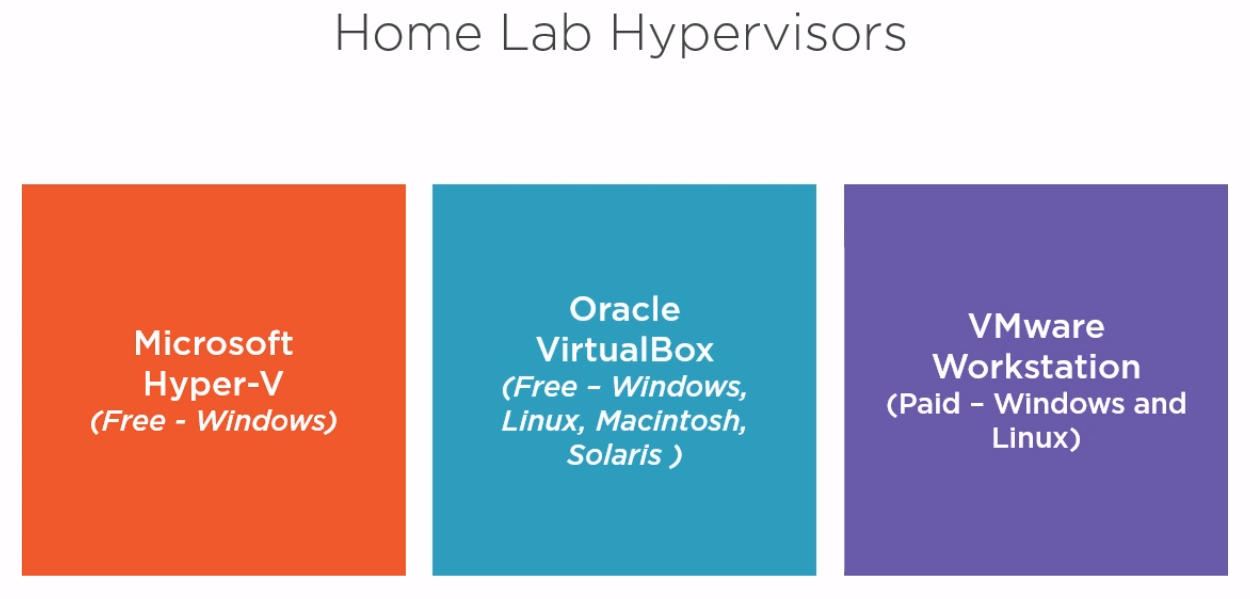 Home Lab Hypervisors
Microsoft
Hyper-V
(Free - Windows)
Oracle
VirtualBox
(Free – Windows,
Linux, Macintosh,
Solaris )
VMware
Workstation
(Paid – Windows and
Linux)